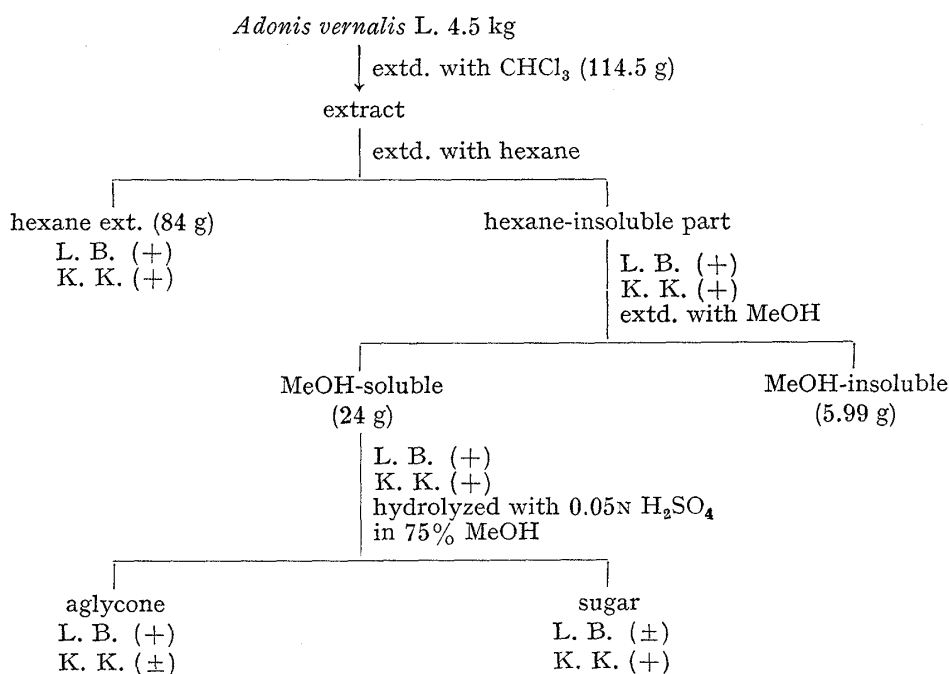 Adonis vernalis L. 4.5 kg
extd. with CHCl₃ (114.5 g)
extract
extd. with hexane
hexane ext. (84 g)
L. B. (+)
K. K. (+)
hexane-insoluble part
L. B. (+)
K. K. (+)
extd. with MeOH
MeOH-soluble
(24 g)
MeOH-insoluble
(5.99 g)
L. B. (+)
K. K. (+)
hydrolyzed with 0.05N H₂SO₄
in 75% MeOH
aglycone
L. B. (+)
K. K. (±)
sugar
L. B. (±)
K. K. (+)